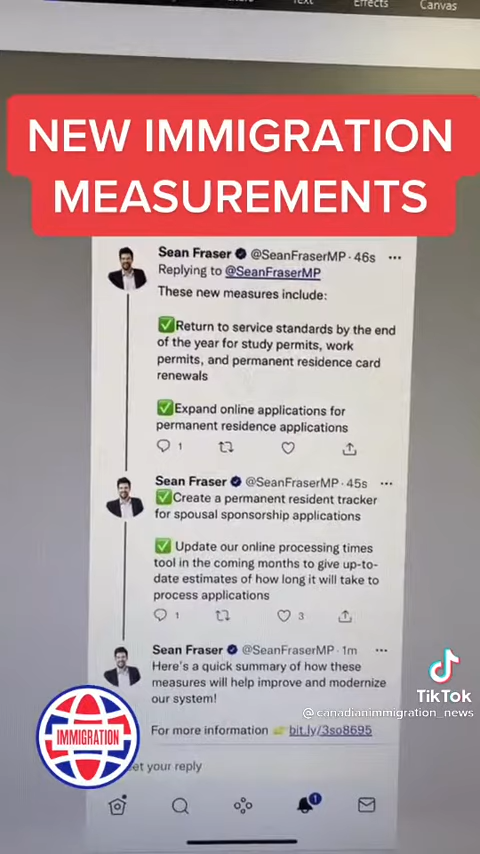 Text
Effects
Canvas
NEW IMMIGRATION
MEASUREMENTS
Sean Fraser @SeanFraserMP · 46s
Replying to @SeanFraserMP
These new measures include:
✅Return to service standards by the end
of the year for study permits, work
permits, and permanent residence card
renewals
✅Expand online applications for
permanent residence applications
1
Sean Fraser @SeanFraserMP · 45s
✅Create a permanent resident tracker
for spousal sponsorship applications
✅ Update our online processing times
tool in the coming months to give up-to-
date estimates of how long it will take to
process applications
1
3
Sean Fraser @SeanFraserMP · 1m
Here's a quick summary of how these
measures will help improve and modernize
our system!
For more information 👉bit.ly/3so8695
your reply
1
IMMIGRATION
TikTok
@canadianimmigration_news